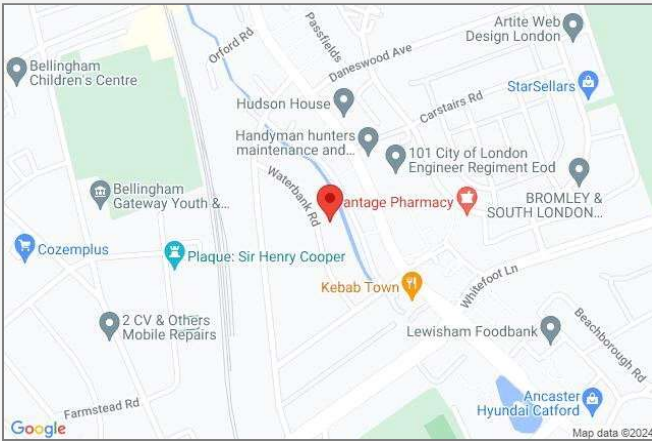 Orford Rd
Passfields
Artite Web
Design London
Bellingham
Children's Centre
Daneswood Ave
StarSellars
Hudson House
Carstairs Rd
Handyman hunters
maintenance and...
101 City of London
Engineer Regiment Eod
Waterbank Rd
Bellingham
Gateway Youth &...
antage Pharmacy
BROMLEY &
SOUTH LONDON...
Cozemplus
Plaque: Sir Henry Cooper
Kebab Town
Whitefoot Ln
2 CV & Others
Mobile Repairs
Lewisham Foodbank
Beachborough Rd
Farmstead Rd
Ancaster
Hyundai Catford
Google
Map data ©2024